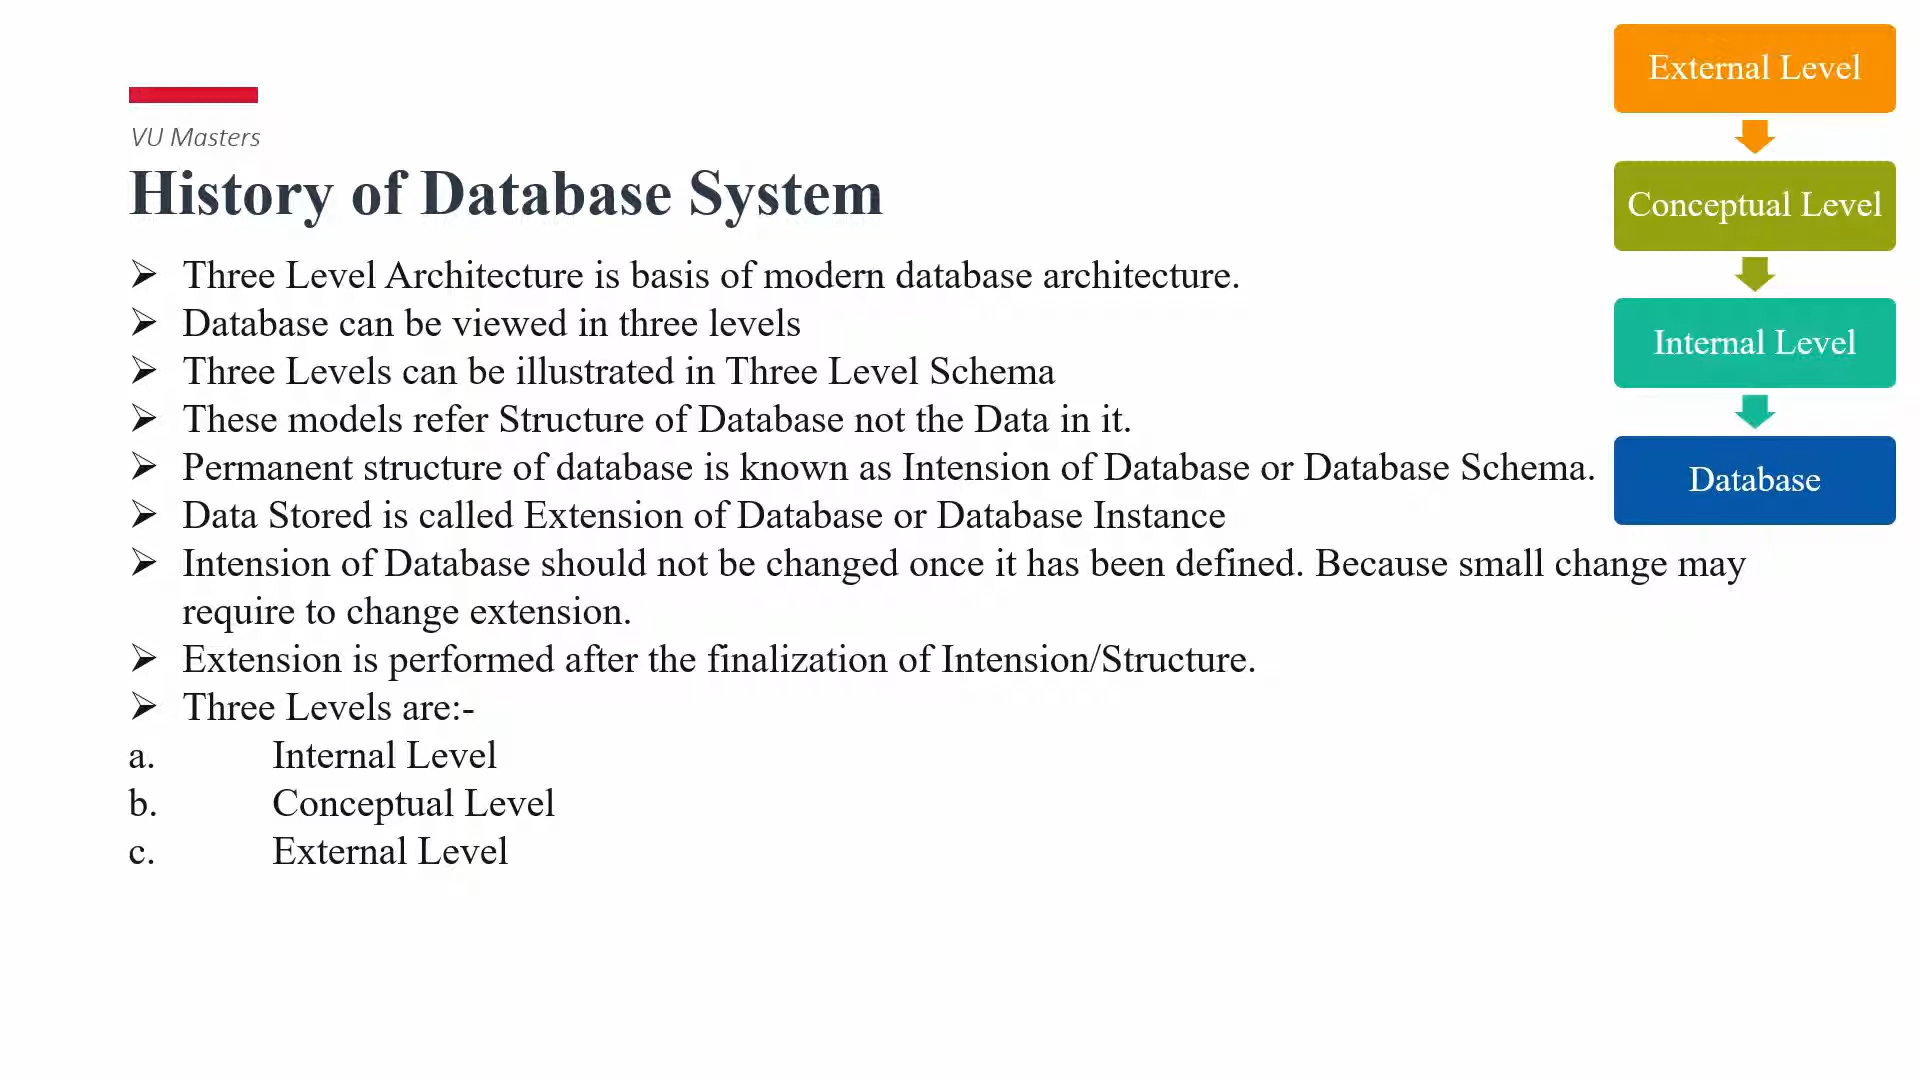 VU Masters
History of Database System
➢ Three Level Architecture is basis of modern database architecture.
➢ Database can be viewed in three levels
➢ Three Levels can be illustrated in Three Level Schema
➢ These models refer Structure of Database not the Data in it.
➢ Permanent structure of database is known as Intension of Database or Database Schema.
➢ Data Stored is called Extension of Database or Database Instance
➢ Intension of Database should not be changed once it has been defined. Because small change may
require to change extension.
➢ Extension is performed after the finalization of Intension/Structure.
➢ Three Levels are:-
a. Internal Level
b. Conceptual Level
c. External Level
External Level
Conceptual Level
Internal Level
Database